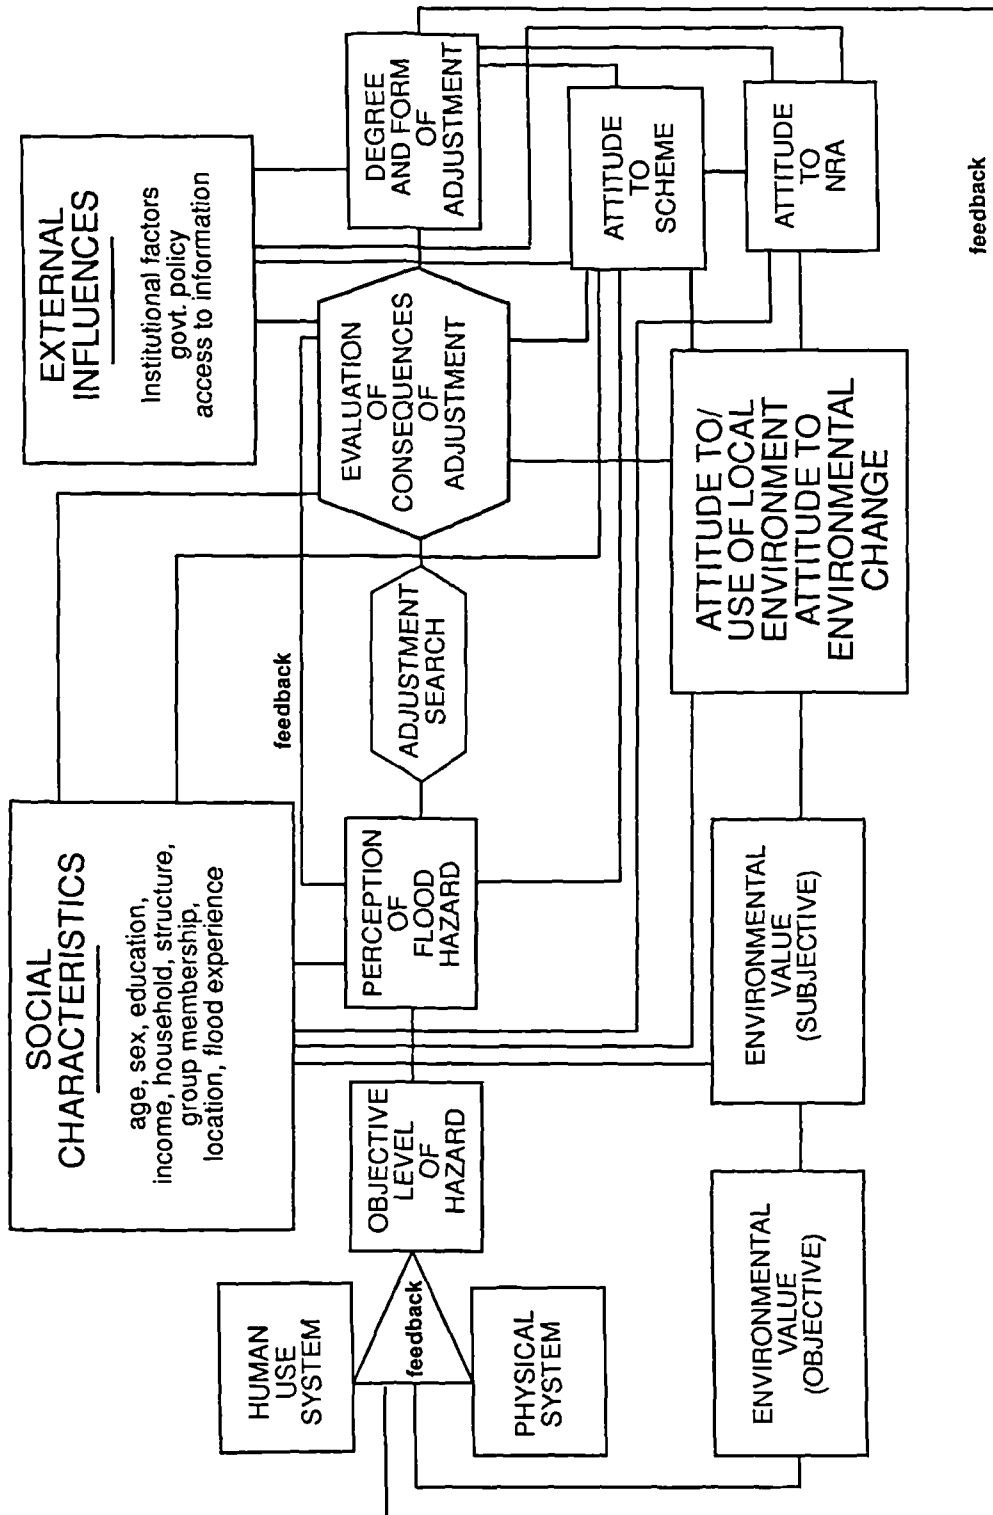 SOCIAL
CHARACTERISTICS
age, sex, education,
income, household, structure,
group membership,
location, flood experience
EXTERNAL
INFLUENCES
Institutional factors
govt. policy
access to information
HUMAN
USE
SYSTEM
feedback
PHYSICAL
SYSTEM
OBJECTIVE
LEVEL
OF
HAZARD
PERCEPTION
OF
FLOOD
HAZARD
feedback
ADJUSTMENT
SEARCH
EVALUATION
OF
CONSEQUENCES
OF
ADJUSTMENT
DEGREE
AND FORM
OF
ADJUSTMENT
ATTITUDE
TO
SCHEME
ENVIRONMENTAL
VALUE
(OBJECTIVE)
ENVIRONMENTAL
VALUE
(SUBJECTIVE)
ATTITUDE TO/
USE OF LOCAL
ENVIRONMENT
ATTITUDE TO
ENVIRONMENTAL
CHANGE
ATTITUDE
TO
NRA
feedback